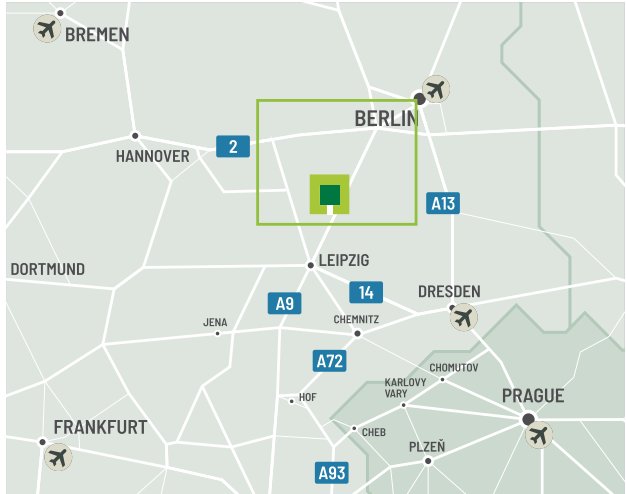 BREMEN
BERLIN
2
HANNOVER
A13
LEIPZIG
DORTMUND
14
DRESDEN
A9
JENA
CHEMNITZ
A72
CHOMUTOV
KARLOVY
VARY
HOF
PRAGUE
FRANKFURT
CHEB
PLZEŇ
A93